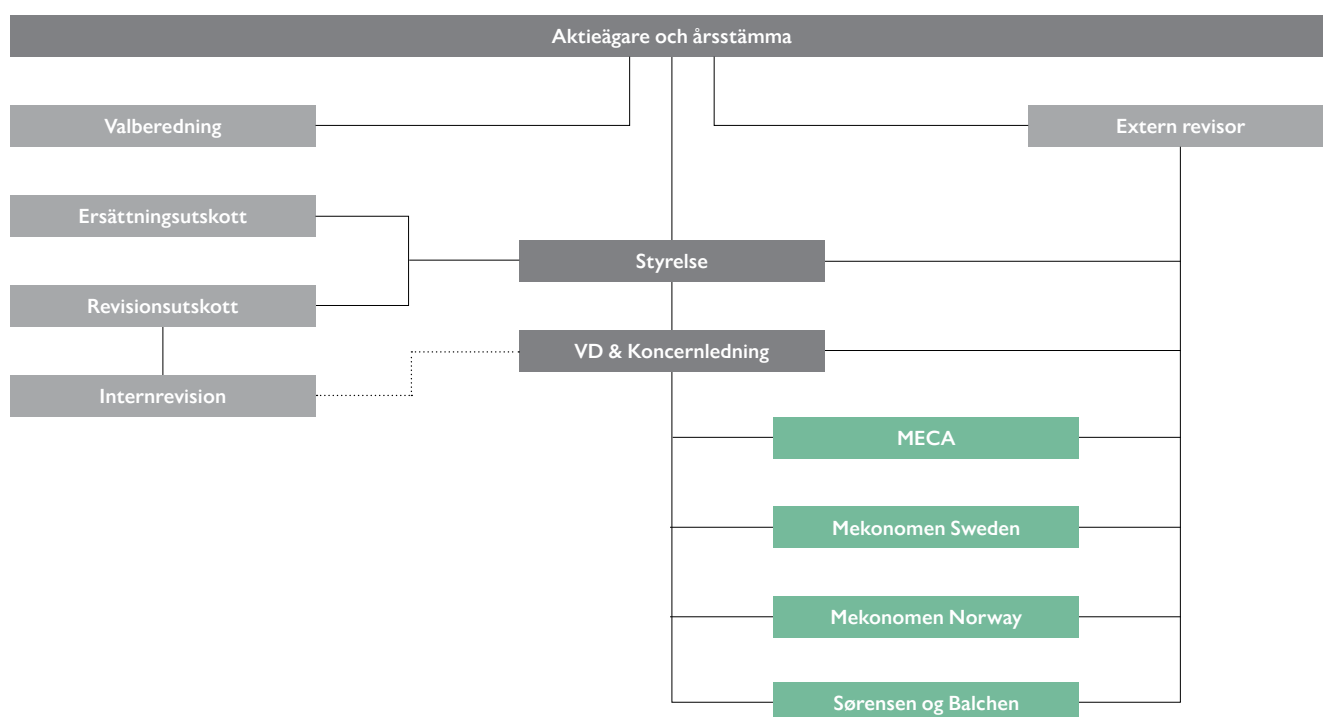 Aktieägare och årsstämma
Valberedning
Extern revisor
Ersättningsutskott
Styrelse
Revisionsutskott
VD & Koncernledning
Internrevision
MECA
Mekonomen Sweden
Mekonomen Norway
Sørensen og Balchen